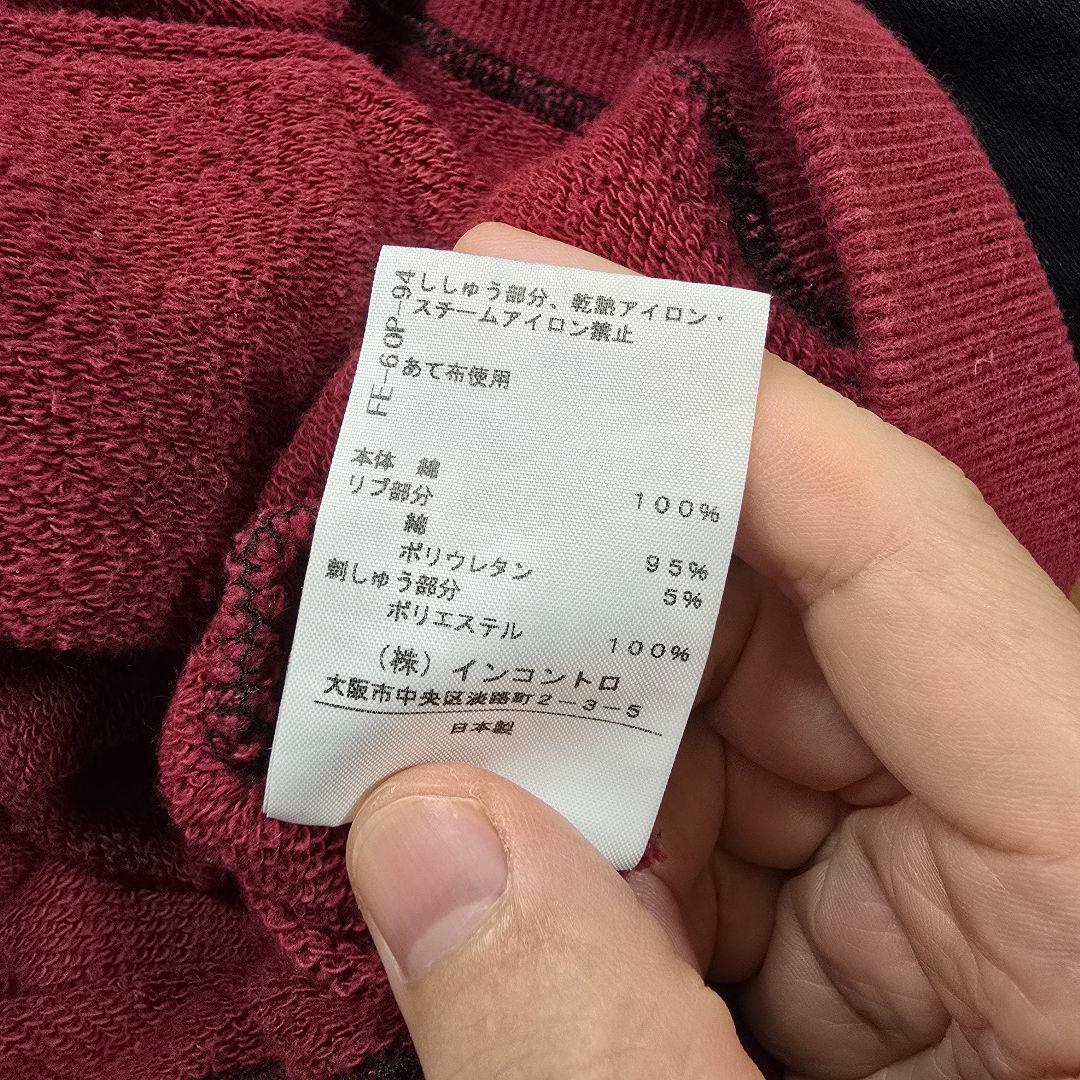 FE-60P-94
ししゅう部分、乾熱アイロン・
スチームアイロン禁止
あて布使用
本体 綿
100%
リブ部分
綿
95%
ポリウレタン
5%
刺しゅう部分
ポリエステル
100%
(株)インコントロ
大阪市中央区淡路町2-3-5
日本製